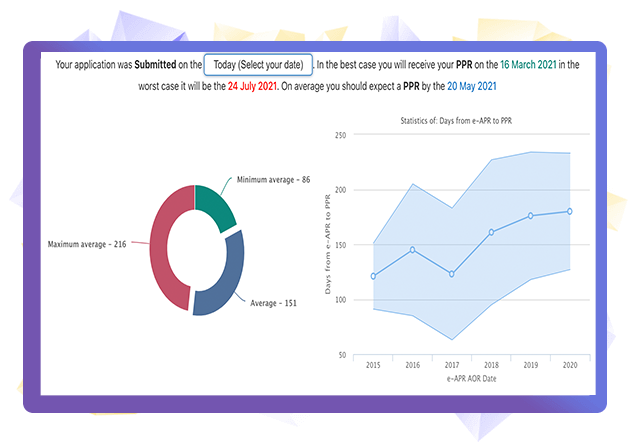 Your application was Submitted on the Today (Select your date) . In the best case you will receive your PPR on the 16 March 2021 in the
worst case it will be the 24 July 2021. On average you should expect a PPR by the 20 May 2021
Statistics of: Days from e-APR to PPR
Minimum average - 86
Maximum average - 216
Average - 151
Days from e-APR to PPR
250
200
150
100
50
2015 2016 2017 2018 2019 2020
e-APR AOR Date